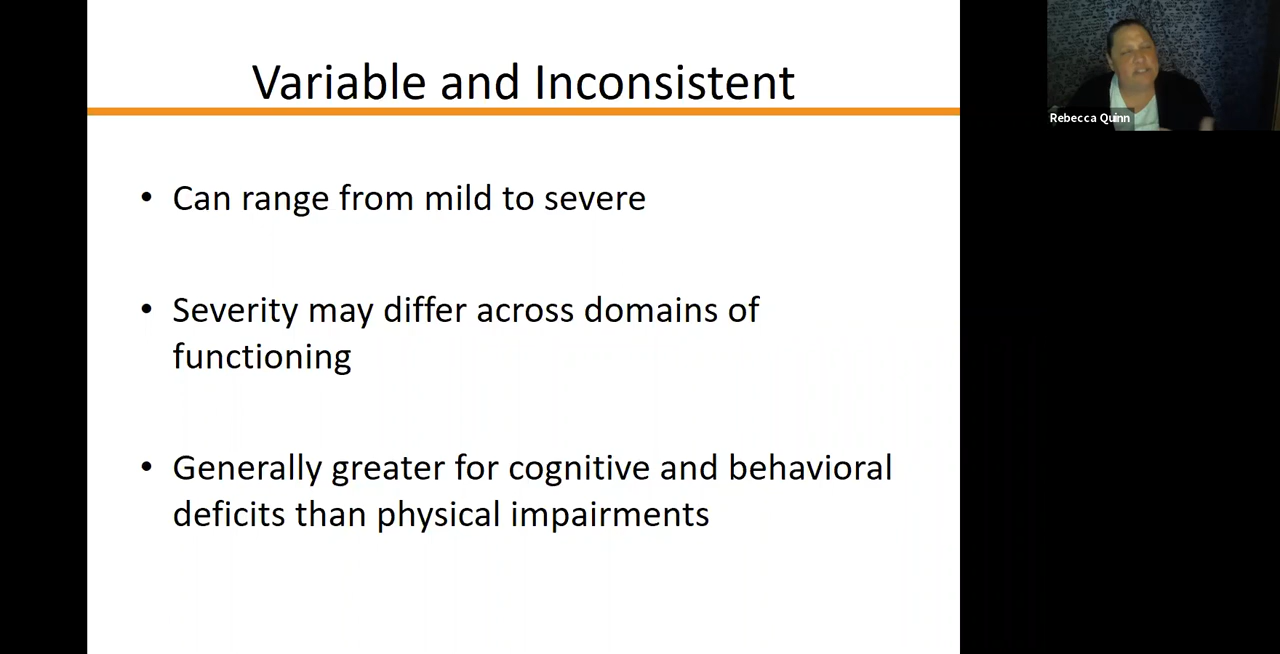 Variable and Inconsistent
Rebecca Quinn
• Can range from mild to severe
• Severity may differ across domains of
functioning
• Generally greater for cognitive and behavioral
deficits than physical impairments